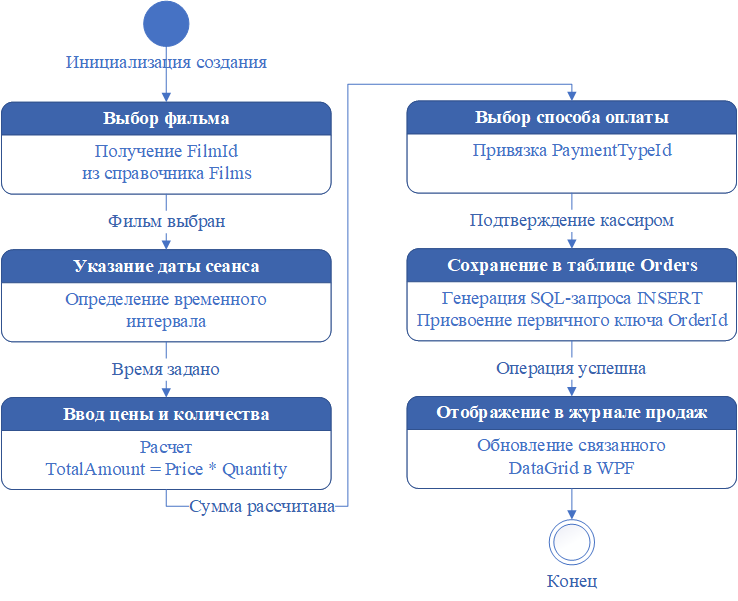 Инициализация создания
Выбор фильма
Получение FilmId
из справочника Films
Фильм выбран
Указание даты сеанса
Определение временного
интервала
Время задано
Ввод цены и количества
Расчет
TotalAmount = Price * Quantity
Сумма рассчитана
Выбор способа оплаты
Привязка PaymentTypeId
Подтверждение кассиром
Сохранение в таблице Orders
Генерация SQL-запроса INSERT
Присвоение первичного ключа OrderId
Операция успешна
Отображение в журнале продаж
Обновление связанного
DataGrid в WPF
Конец